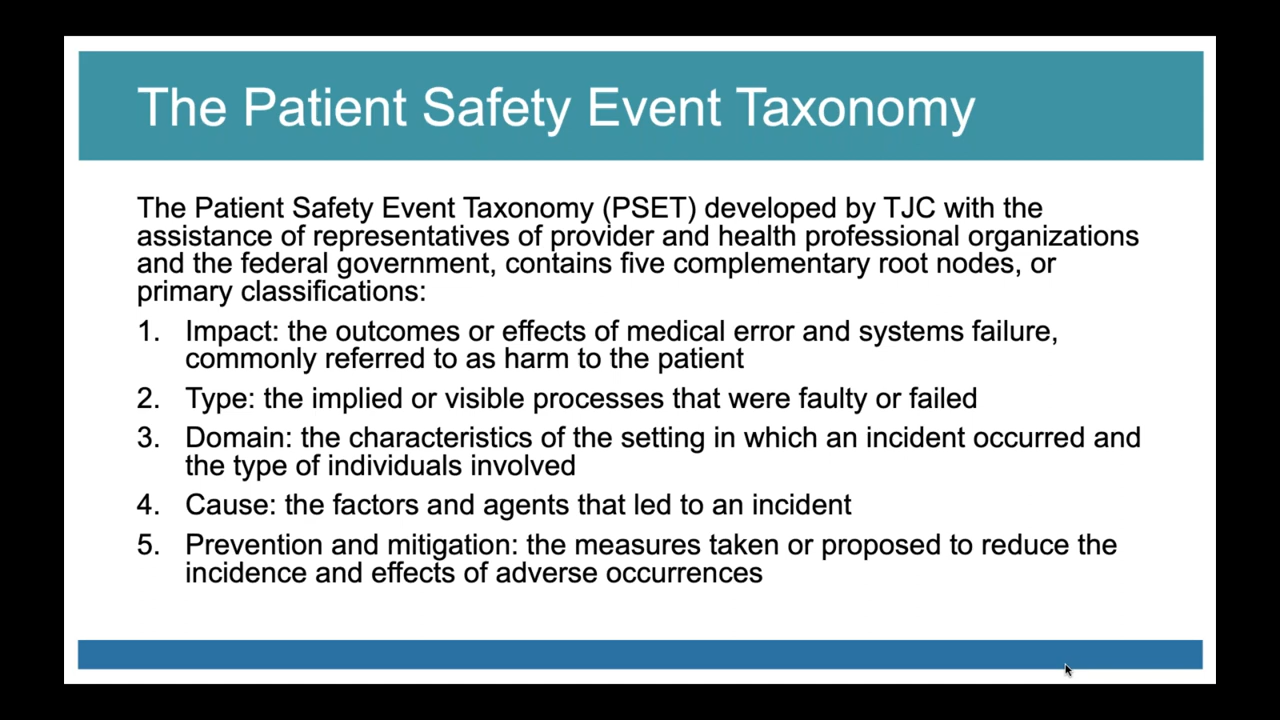 The Patient Safety Event Taxonomy
The Patient Safety Event Taxonomy (PSET) developed by TJC with the
assistance of representatives of provider and health professional organizations
and the federal government, contains five complementary root nodes, or
primary classifications:
1. Impact: the outcomes or effects of medical error and systems failure,
commonly referred to as harm to the patient
2. Type: the implied or visible processes that were faulty or failed
3. Domain: the characteristics of the setting in which an incident occurred and
the type of individuals involved
4. Cause: the factors and agents that led to an incident
5. Prevention and mitigation: the measures taken or proposed to reduce the
incidence and effects of adverse occurrences